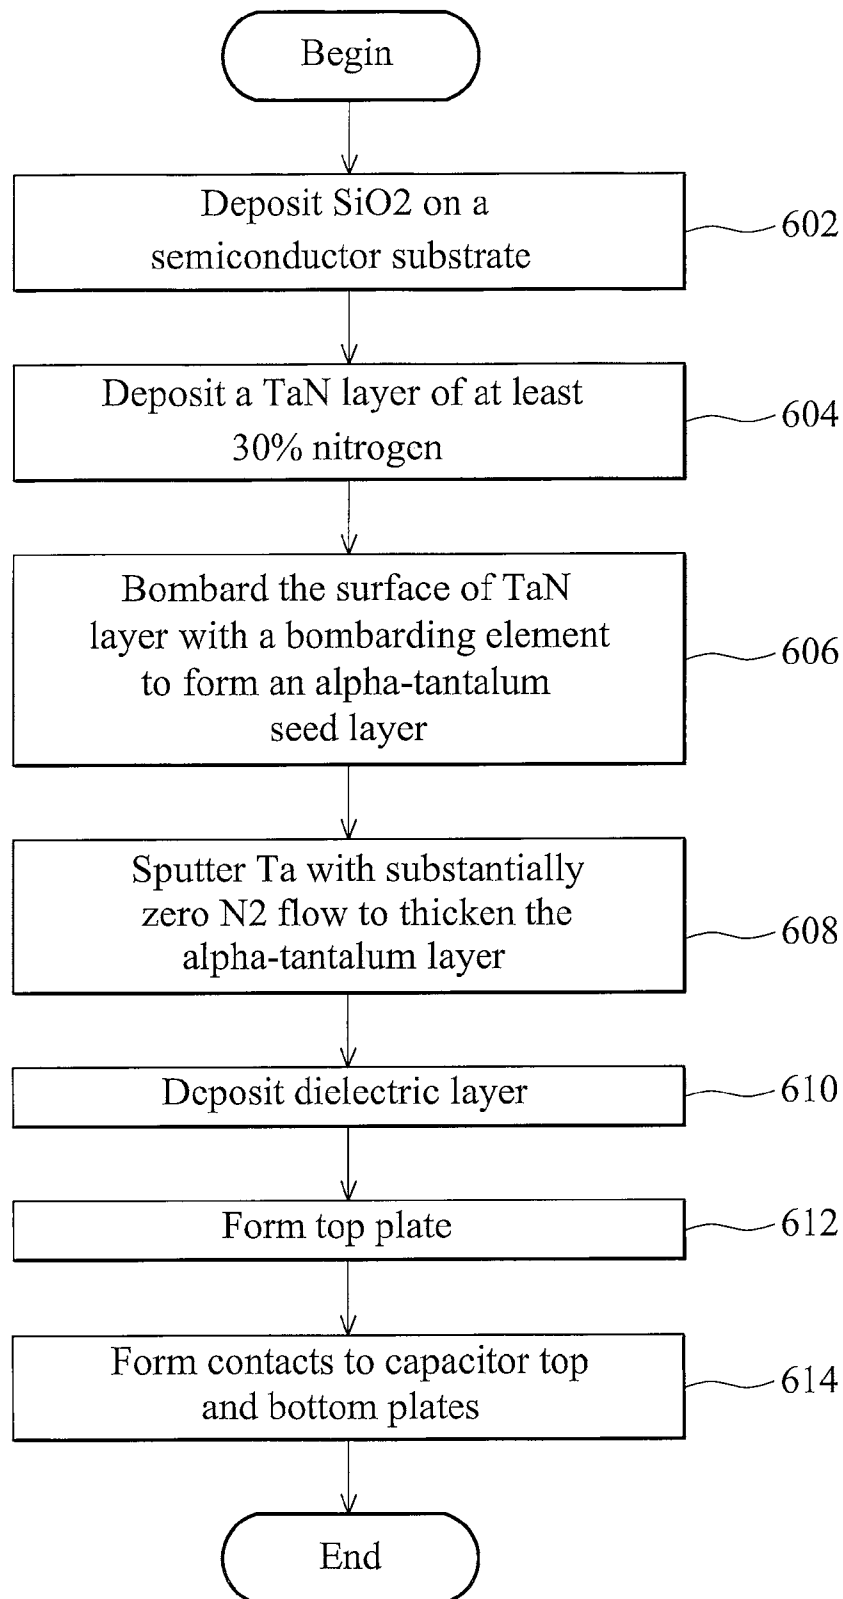 Begin
Deposit SiO2 on a
semiconductor substrate
602
Deposit a TaN layer of at least
30% nitrogen
604
Bombard the surface of TaN
layer with a bombarding element
to form an alpha-tantalum
seed layer
606
Sputter Ta with substantially
zero N2 flow to thicken the
alpha-tantalum layer
608
Deposit dielectric layer
610
Form top plate
612
Form contacts to capacitor top
and bottom plates
614
End